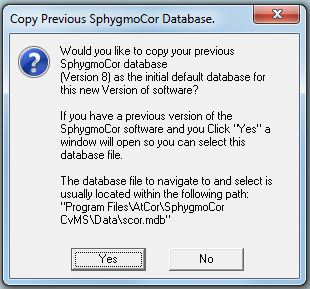 Copy Previous SphygmoCor Database.
Would you like to copy your previous
SphygmoCor database
(Version 8) as the initial default database for
this new Version of software?
If you have a previous version of the
SphygmoCor software and you Click "Yes" a
window will open so you can select this
database file.
The database file to navigate to and select is
usually located within the following path:
"Program Files\AtCor\SphygmoCor
CvMS\Data\scor.mdb"
Yes
No